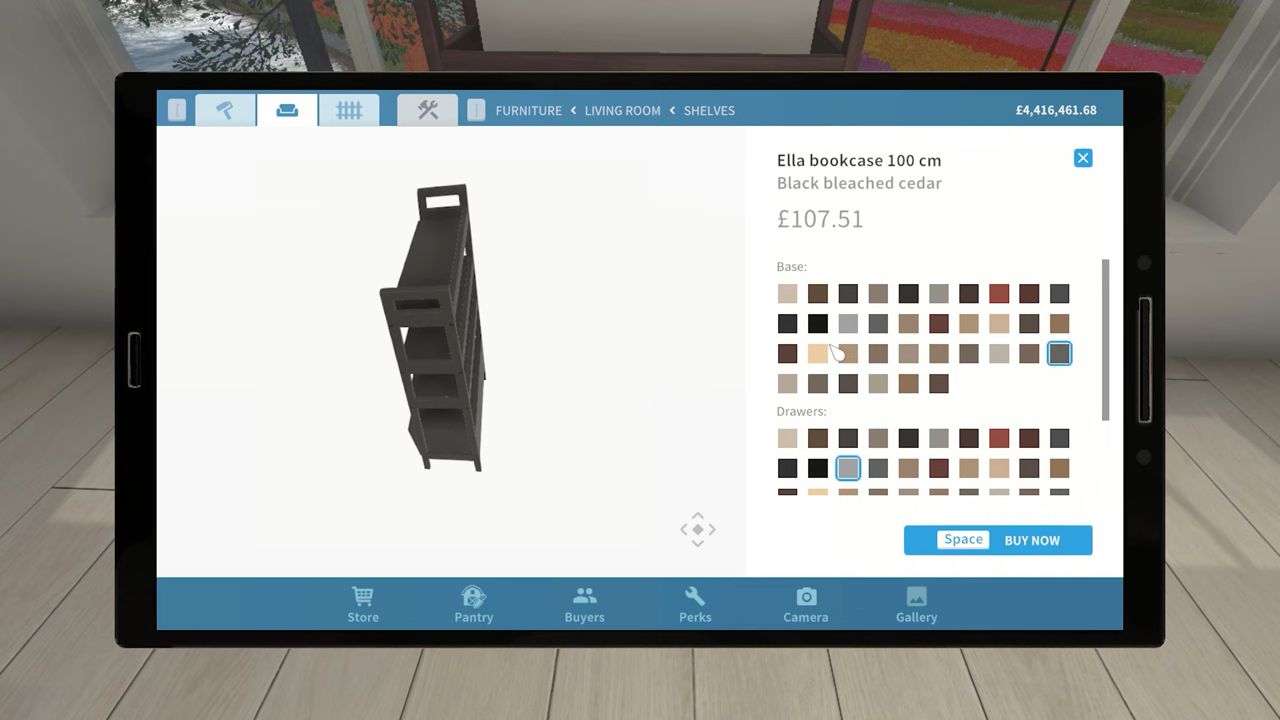 FURNITURE < LIVING ROOM < SHELVES
£4,416,461.68
Ella bookcase 100 cm
Black bleached cedar
£107.51
Base:
Drawers:
Space BUY NOW
Store Pantry Buyers Perks Camera Gallery